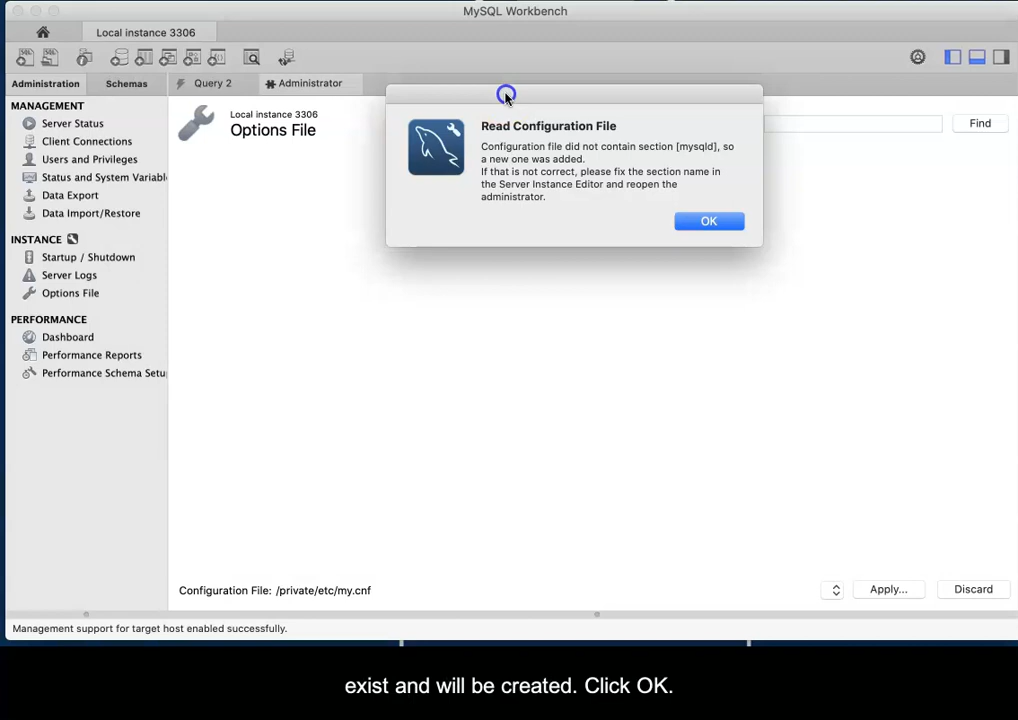 MySQL Workbench
Local instance 3306
Administration
Schemas
Query 2
Administrator
MANAGEMENT
Server Status
Client Connections
Users and Privileges
Status and System Variabl
Data Export
Data Import/Restore
INSTANCE
Startup / Shutdown
Server Logs
Options File
PERFORMANCE
Dashboard
Performance Reports
Performance Schema Setu
Local instance 3306
Options File
Find
Read Configuration File
Configuration file did not contain section [mysqld], so
a new one was added.
If that is not correct, please fix the section name in
the Server Instance Editor and reopen the
administrator.
OK
Configuration File: /private/etc/my.cnf
Apply...
Discard
Management support for target host enabled successfully.
exist and will be created. Click OK.